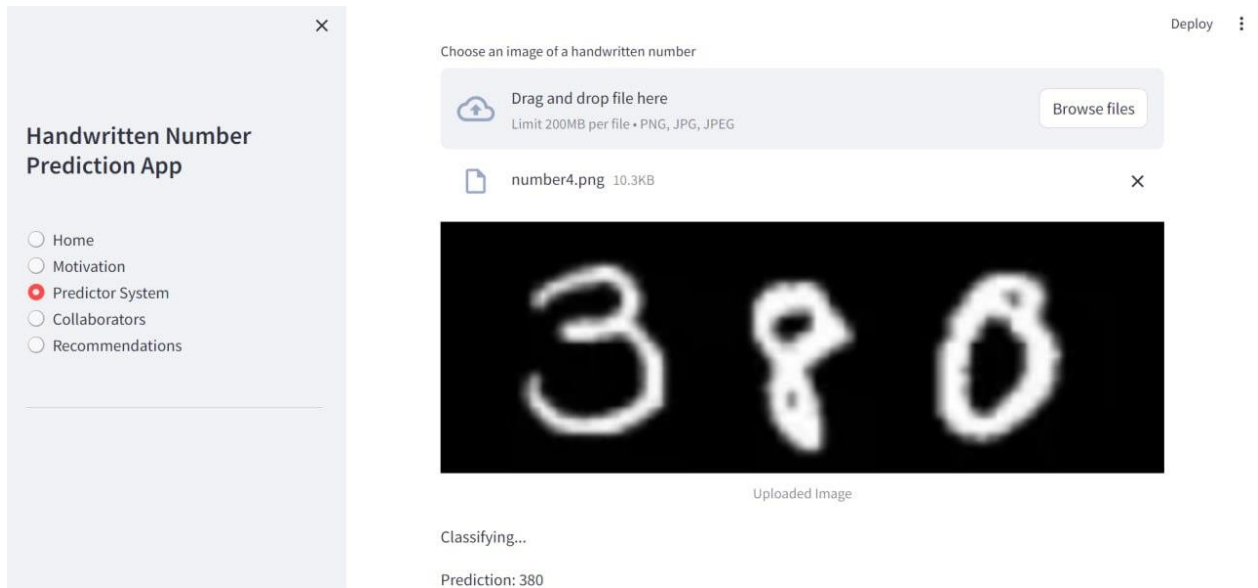 Deploy
Handwritten Number
Prediction App
Home
Motivation
Predictor System
Collaborators
Recommendations
Choose an image of a handwritten number
Drag and drop file here
Limit 200MB per file • PNG, JPG, JPEG
Browse files
number4.png 10.3KB
380
Uploaded Image
Classifying...
Prediction: 380